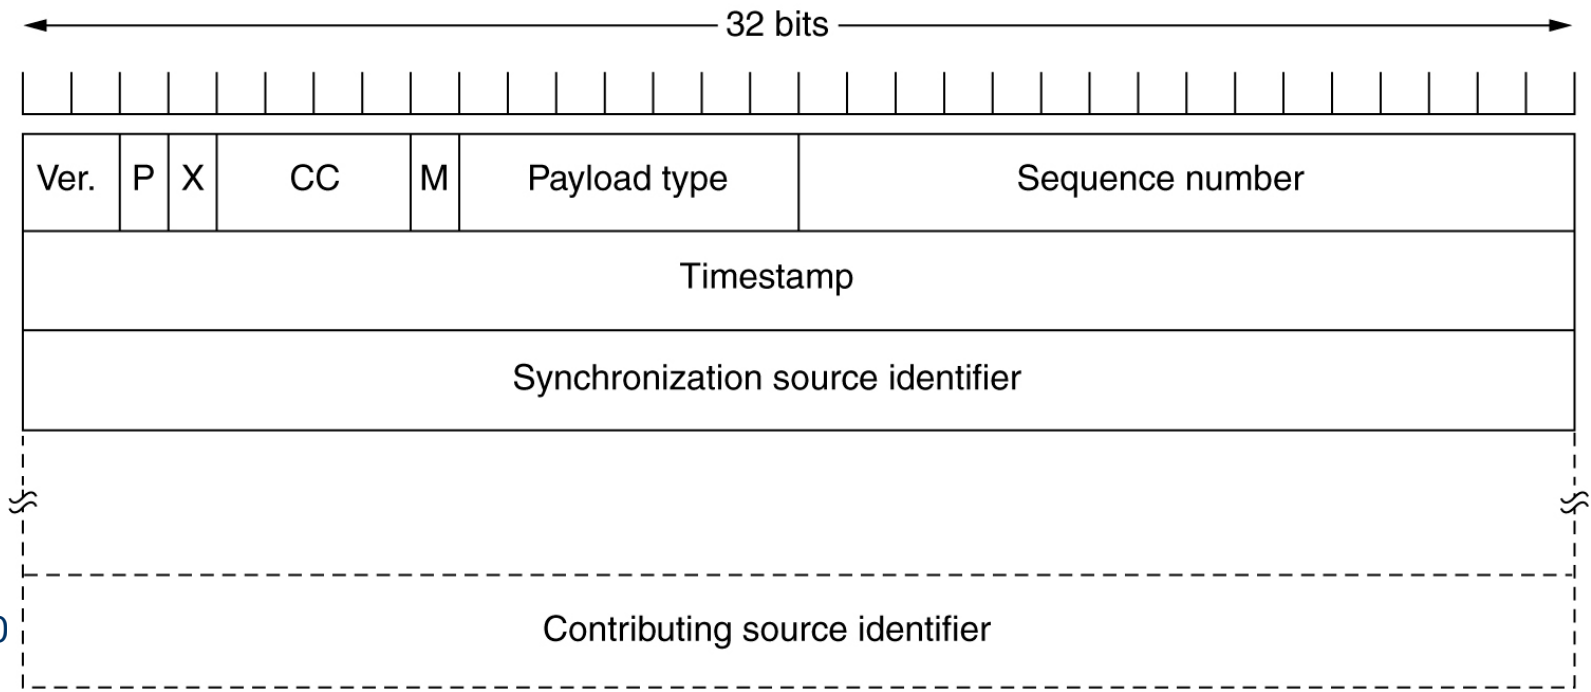 32 bits
Ver. P X CC M Payload type Sequence number
Timestamp
Synchronization source identifier
Contributing source identifier